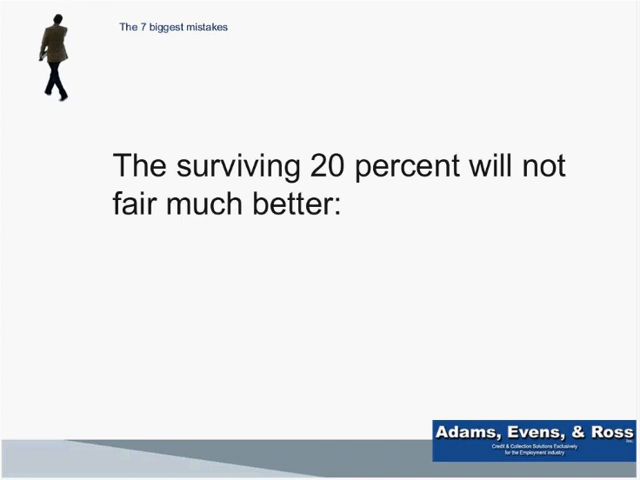 The 7 biggest mistakes
The surviving 20 percent will not
fair much better:
Adams, Evens, & Ross
Inc.
Credit & Collection Solutions Exclusively
for the Employment Industry